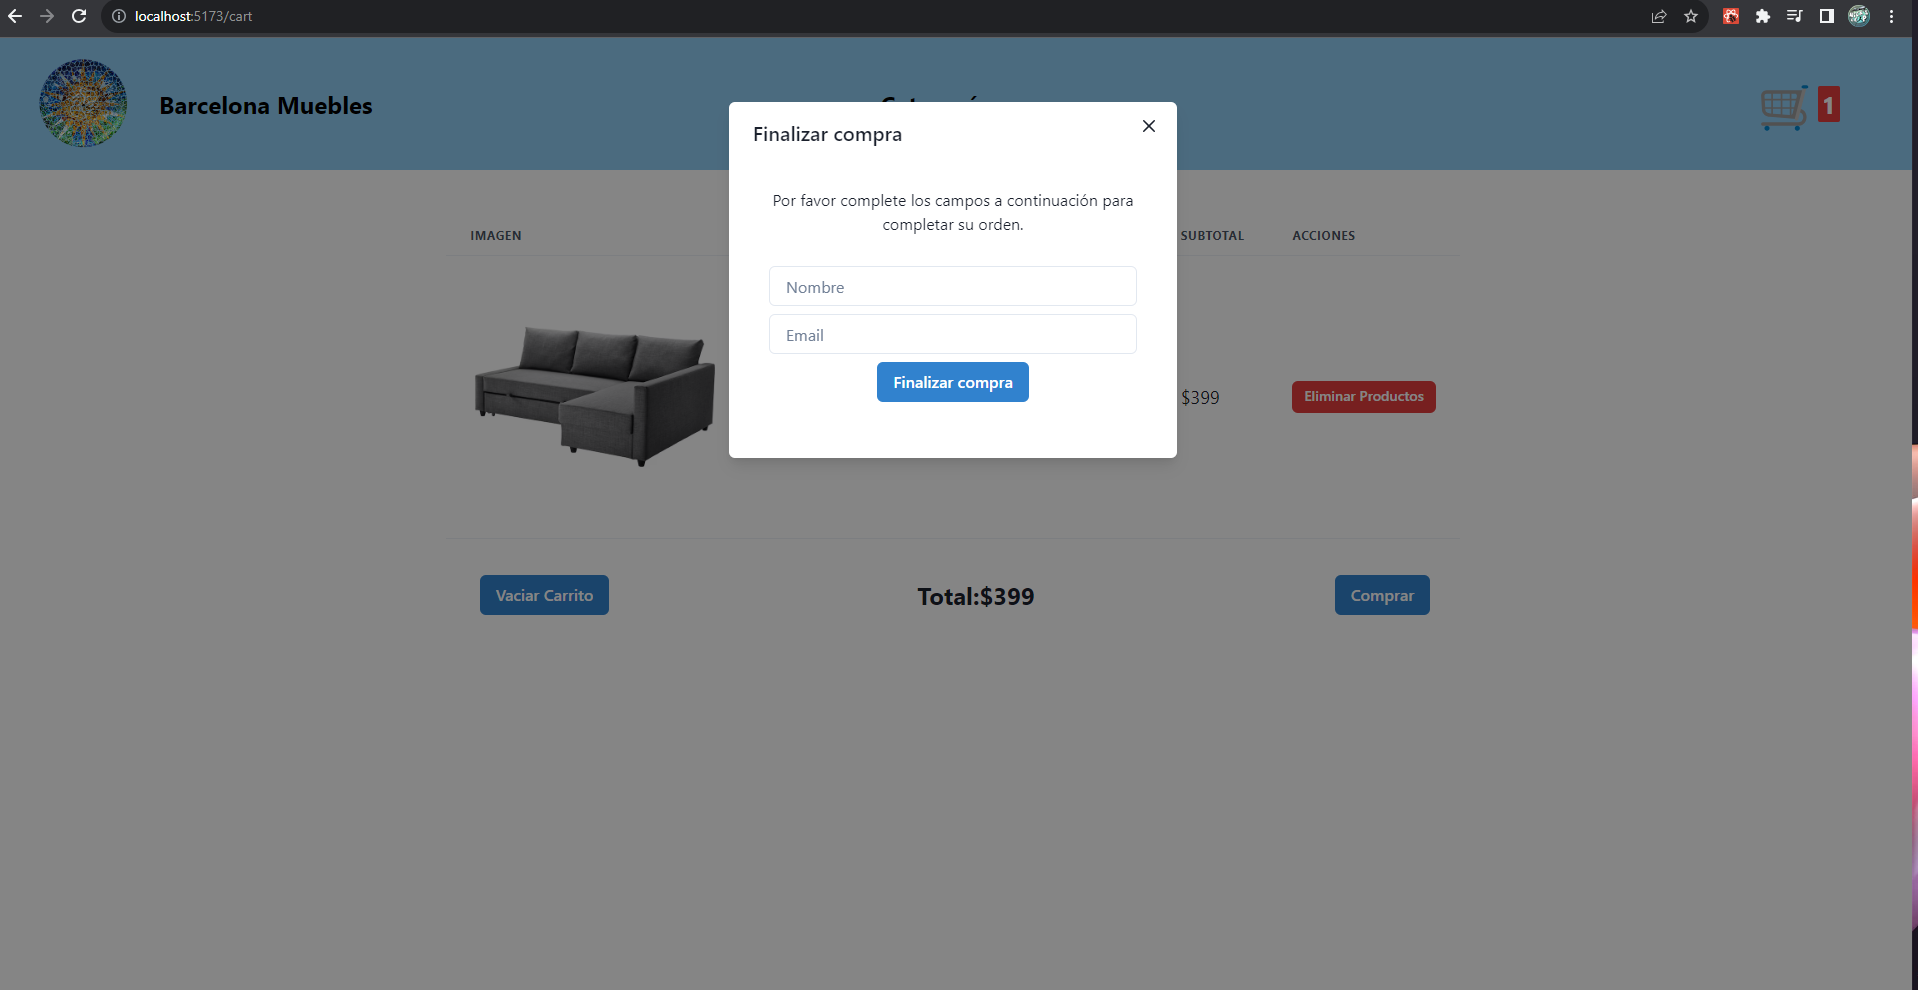 localhost:5173/cart
Barcelona Muebles
1
Finalizar compra
Por favor complete los campos a continuación para
completar su orden.
Nombre
Email
Finalizar compra
IMAGEN
SUBTOTAL
ACCIONES
$399
Eliminar Productos
Vaciar Carrito
Total:$399
Comprar